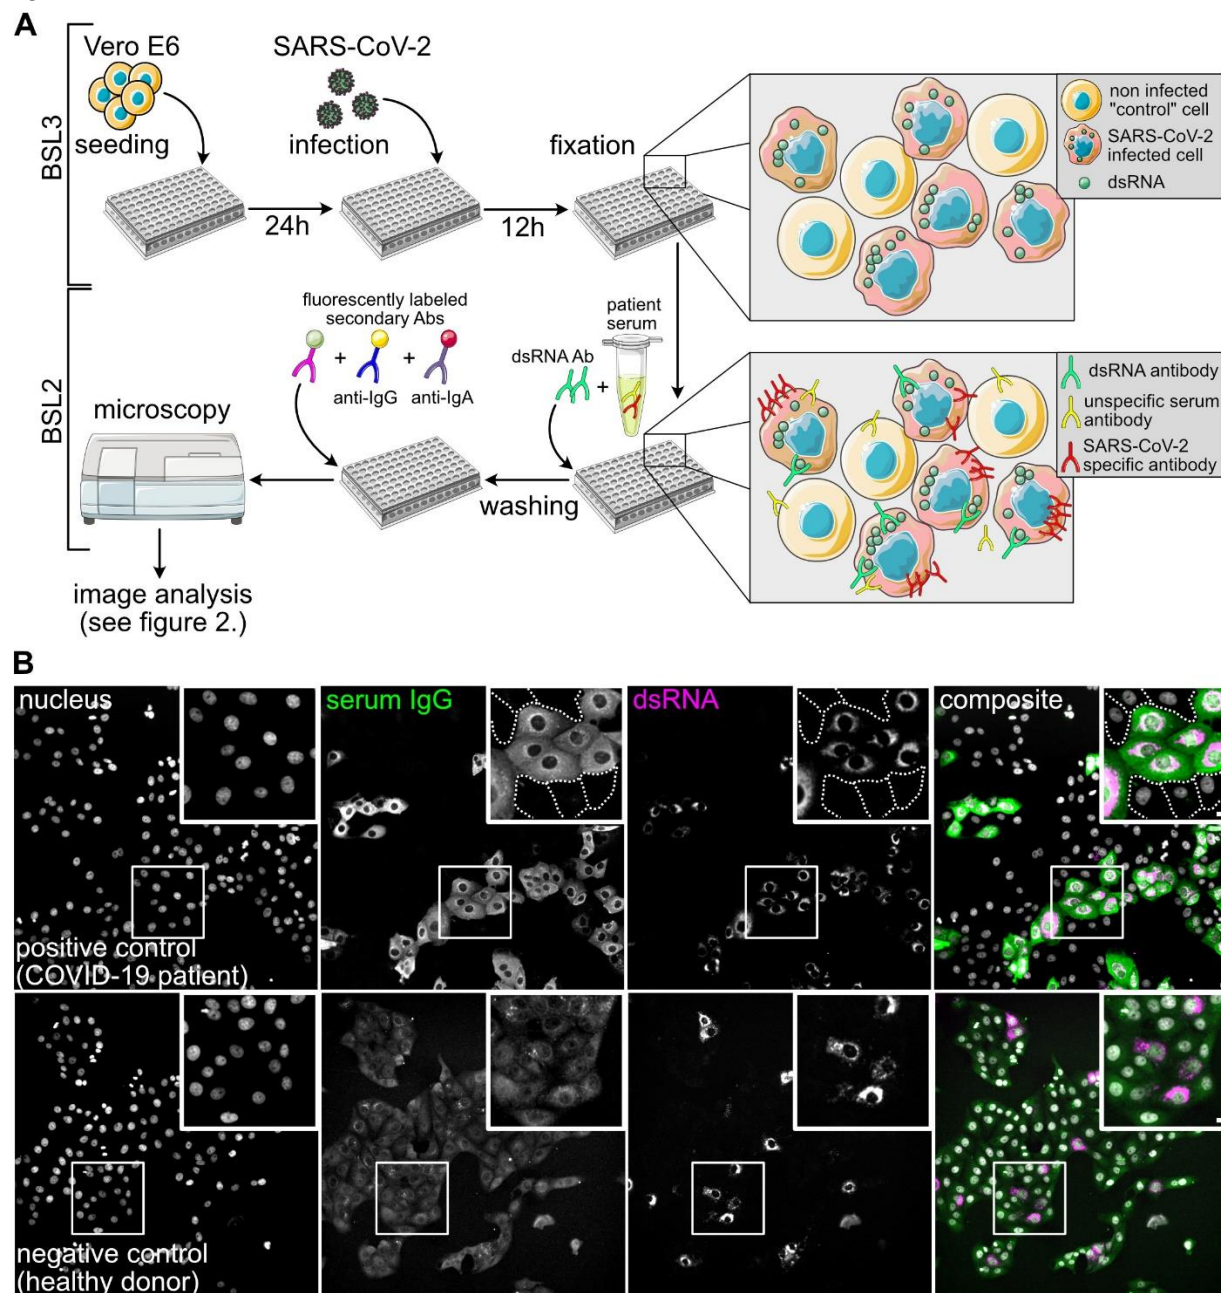 A
BSL3
Vero E6
seeding
SARS-CoV-2
infection
fixation
24h
12h
non infected
"control" cell
SARS-CoV-2
infected cell
dsRNA
BSL2
microscopy
fluorescently labeled
secondary Abs
+
+
anti-IgG
anti-IgA
dsRNA Ab
+
patient
serum
washing
dsRNA antibody
unspecific serum
antibody
SARS-CoV-2
specific antibody
image analysis
(see figure 2.)
B
nucleus
serum IgG
dsRNA
composite
positive control
(COVID-19 patient)
negative control
(healthy donor)